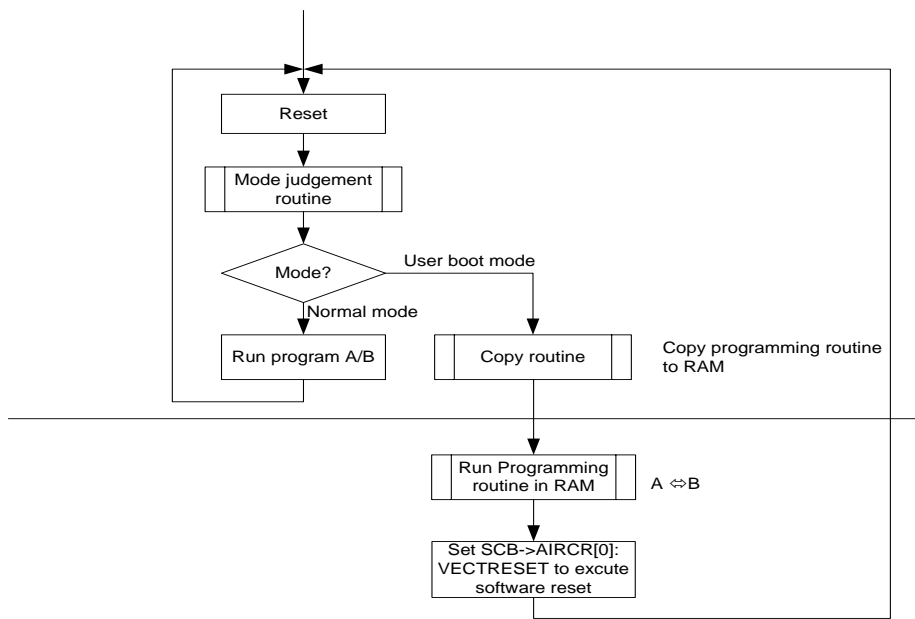 Reset
Mode judgement
routine
Mode?
User boot mode
Normal mode
Run program A/B
Copy routine
Copy programming routine
to RAM
Run Programming
routine in RAM
A ⇔B
Set SCB->AIRCR[0]:
VECTRESET to excute
software reset